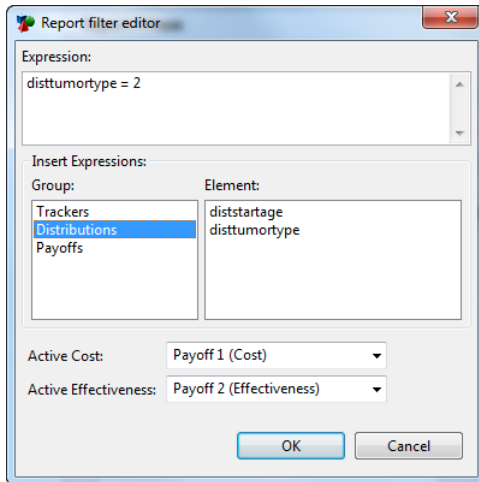 Report filter editor
Expression:
disttumortype = 2
Insert Expressions:
Group:
Element:
Trackers
Distributions
Payoffs
diststartage
disttumortype
Active Cost: Payoff 1 (Cost)
Active Effectiveness: Payoff 2 (Effectiveness)
OK
Cancel